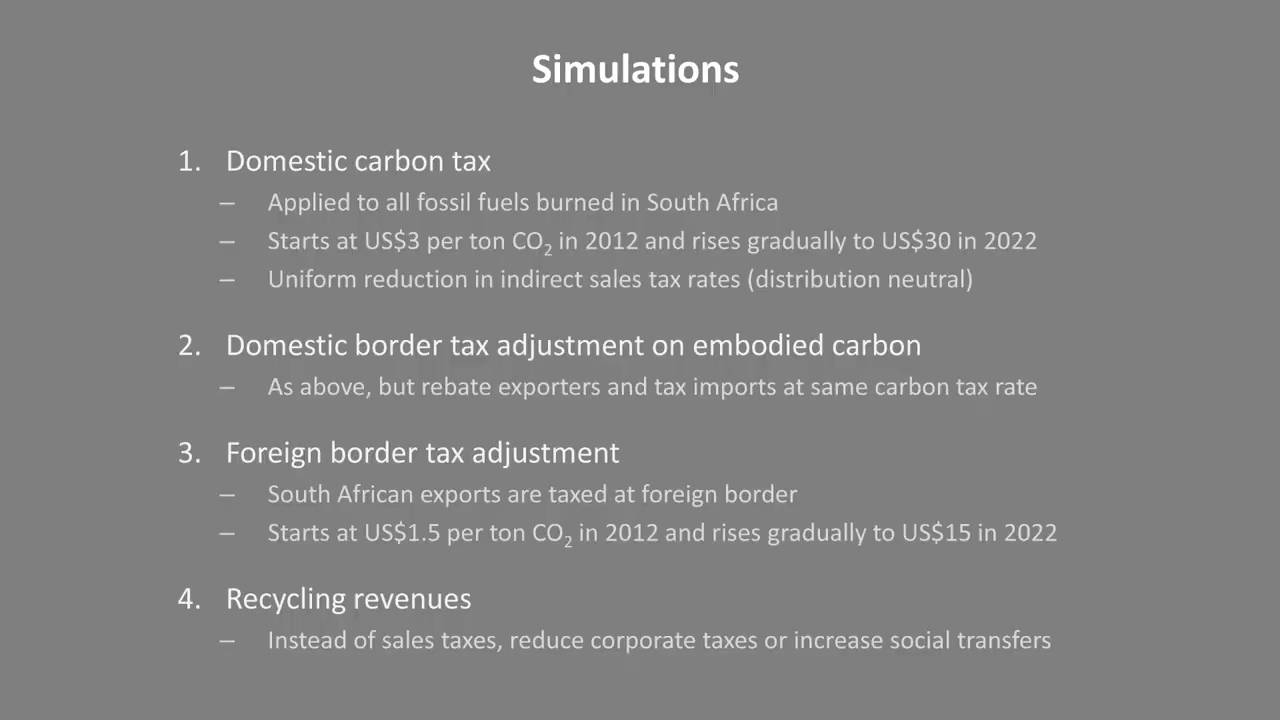 Simulations
1. Domestic carbon tax
– Applied to all fossil fuels burned in South Africa
– Starts at US$3 per ton CO₂ in 2012 and rises gradually to US$30 in 2022
– Uniform reduction in indirect sales tax rates (distribution neutral)
2. Domestic border tax adjustment on embodied carbon
– As above, but rebate exporters and tax imports at same carbon tax rate
3. Foreign border tax adjustment
– South African exports are taxed at foreign border
– Starts at US$1.5 per ton CO₂ in 2012 and rises gradually to US$15 in 2022
4. Recycling revenues
– Instead of sales taxes, reduce corporate taxes or increase social transfers